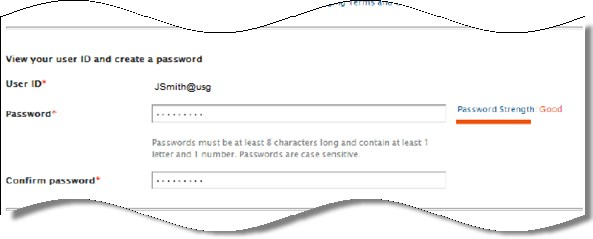 Terms and
View your user ID and create a password
User ID*
JSmith@usg
Password*
•••••••••
Password Strength: Good
Passwords must be at least 8 characters long and contain at least 1
letter and 1 number. Passwords are case sensitive.
Confirm password*
•••••••••